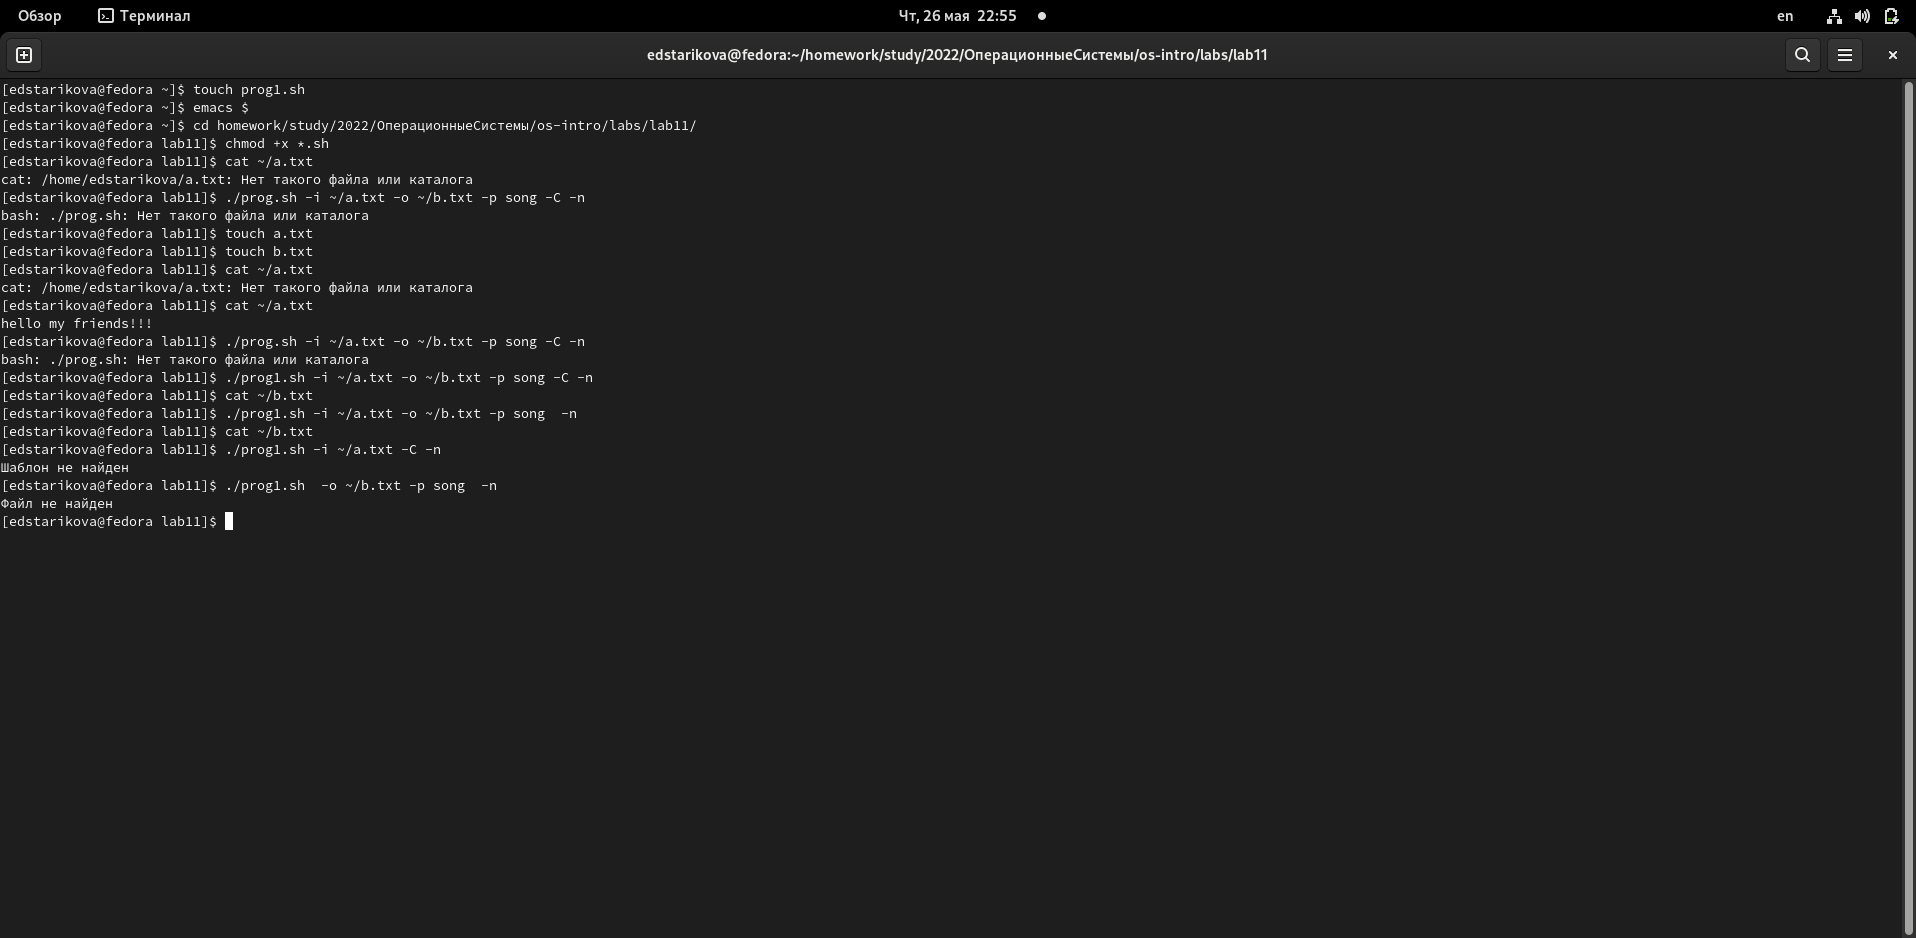 Обзор Терминал Чт, 26 мая 22:55 en
edstarikova@fedora:~/homework/study/2022/ОперационныеСистемы/os-intro/labs/lab11
[edstarikova@fedora ~]$ touch prog1.sh
[edstarikova@fedora ~]$ emacs $
[edstarikova@fedora ~]$ cd homework/study/2022/ОперационныеСистемы/os-intro/labs/lab11/
[edstarikova@fedora lab11]$ chmod +x *.sh
[edstarikova@fedora lab11]$ cat ~/a.txt
cat: /home/edstarikova/a.txt: Нет такого файла или каталога
[edstarikova@fedora lab11]$ ./prog.sh -i ~/a.txt -o ~/b.txt -p song -C -n
bash: ./prog.sh: Нет такого файла или каталога
[edstarikova@fedora lab11]$ touch a.txt
[edstarikova@fedora lab11]$ touch b.txt
[edstarikova@fedora lab11]$ cat ~/a.txt
cat: /home/edstarikova/a.txt: Нет такого файла или каталога
[edstarikova@fedora lab11]$ cat ~/a.txt
hello my friends!!!
[edstarikova@fedora lab11]$ ./prog.sh -i ~/a.txt -o ~/b.txt -p song -C -n
bash: ./prog.sh: Нет такого файла или каталога
[edstarikova@fedora lab11]$ ./prog1.sh -i ~/a.txt -o ~/b.txt -p song -C -n
[edstarikova@fedora lab11]$ cat ~/b.txt
[edstarikova@fedora lab11]$ ./prog1.sh -i ~/a.txt -o ~/b.txt -p song  -n
[edstarikova@fedora lab11]$ cat ~/b.txt
[edstarikova@fedora lab11]$ ./prog1.sh -i ~/a.txt -C -n
Шаблон не найден
[edstarikova@fedora lab11]$ ./prog1.sh  -o ~/b.txt -p song  -n
Файл не найден
[edstarikova@fedora lab11]$